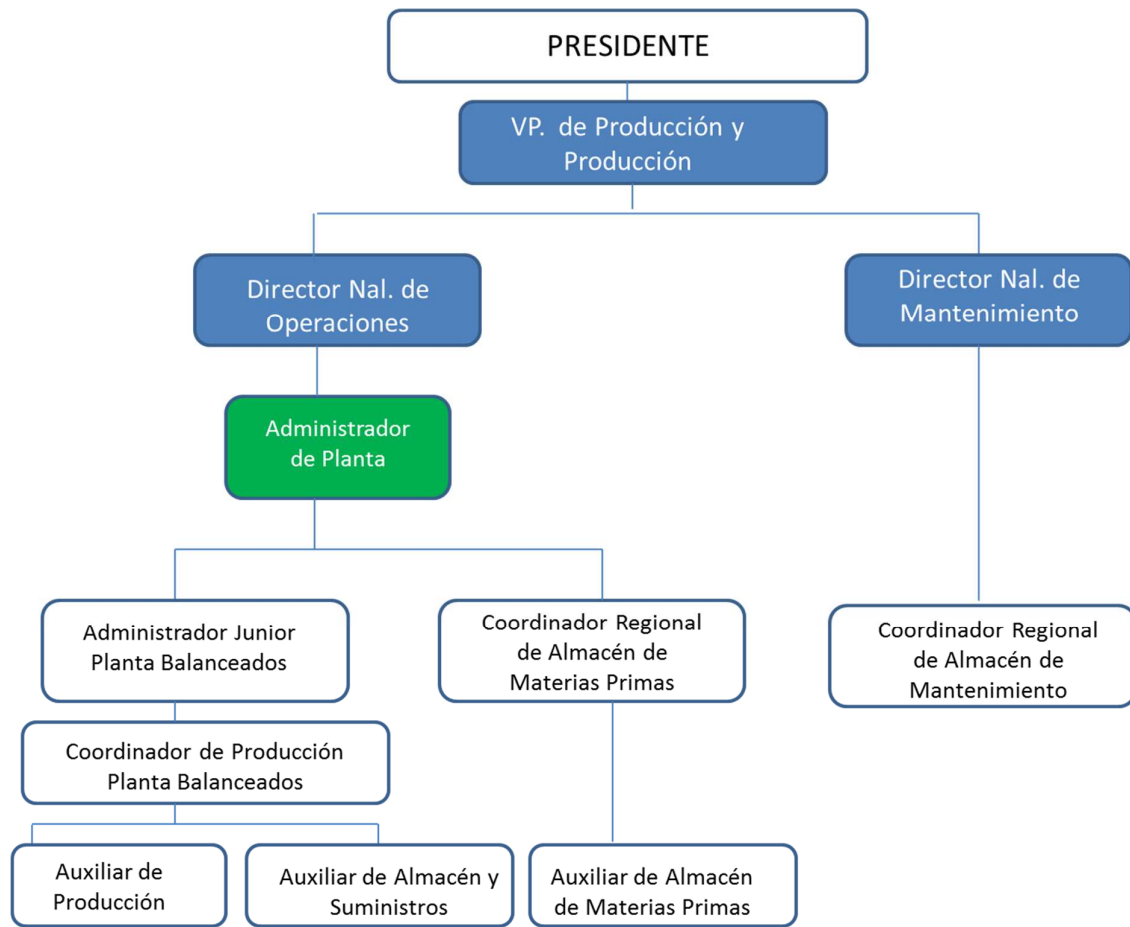 PRESIDENTE
VP. de Producción y
Producción
Director Nal. de
Operaciones
Director Nal. de
Mantenimiento
Administrador
de Planta
Administrador Junior
Planta Balanceados
Coordinador Regional
de Almacén de
Materias Primas
Coordinador Regional
de Almacén de
Mantenimiento
Coordinador de Producción
Planta Balanceados
Auxiliar de
Producción
Auxiliar de Almacén y
Suministros
Auxiliar de Almacén
de Materias Primas